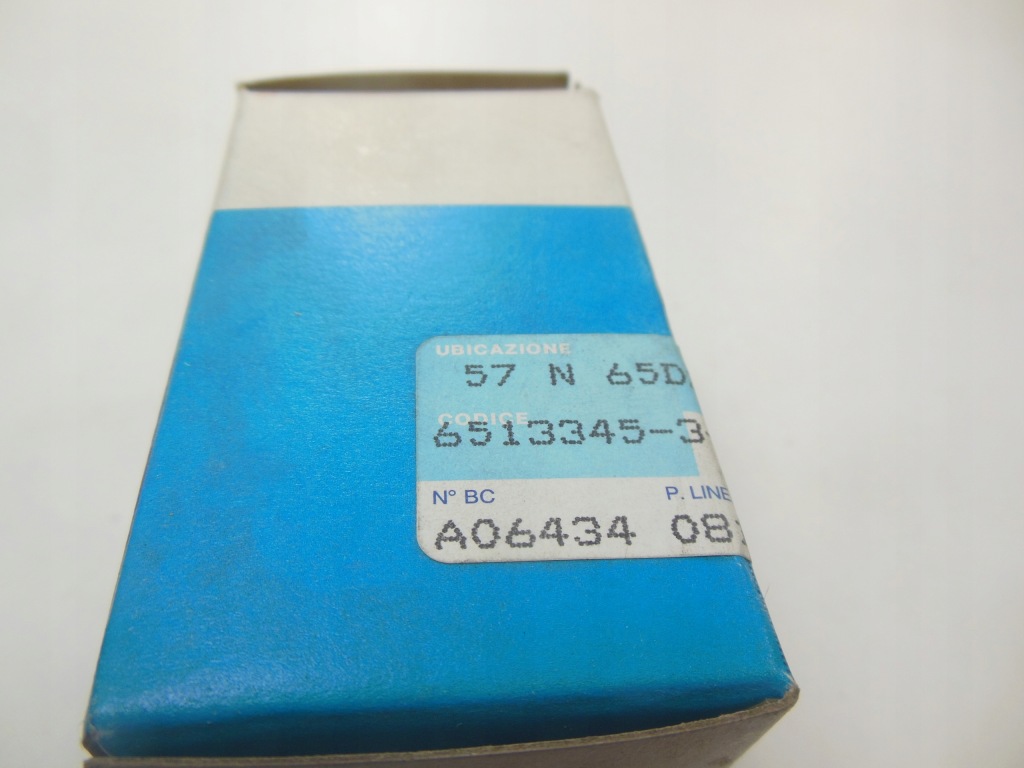 UBICAZIONE
57 N 65D
CODICE
6513345-3
N° BC P. LINE
A06434 08